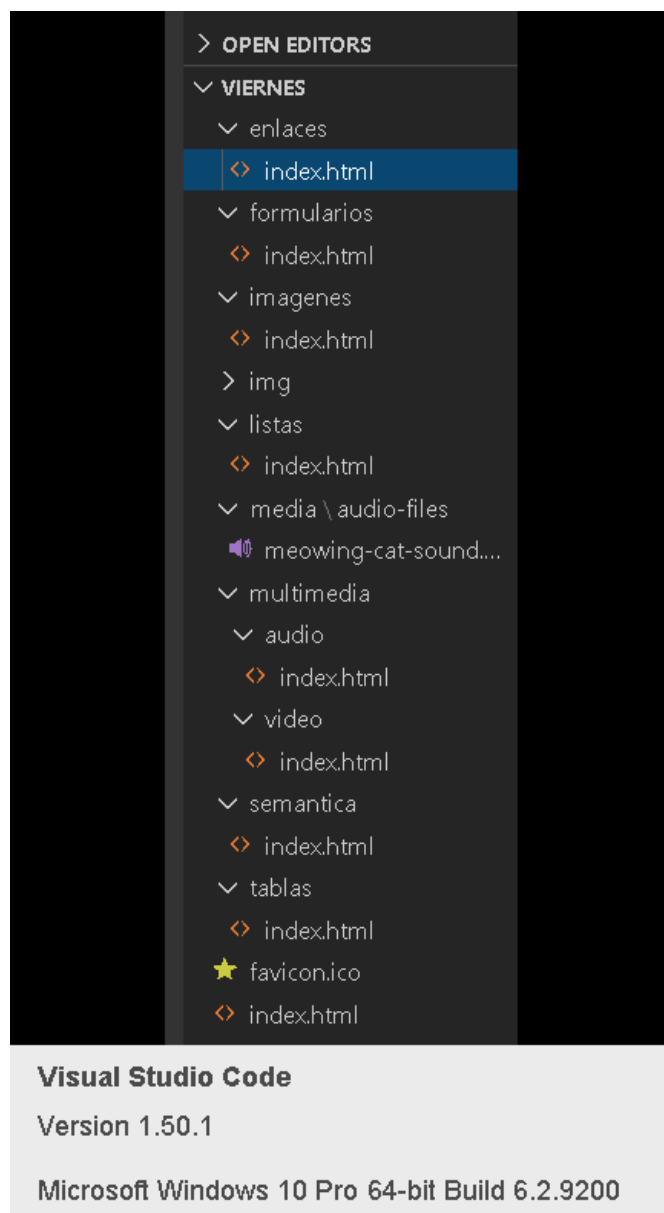 OPEN EDITORS
VIERNES
enlaces
index.html
formularios
index.html
imagenes
index.html
img
listas
index.html
media \ audio-files
meowing-cat-sound....
multimedia
audio
index.html
video
index.html
semantica
index.html
tablas
index.html
favicon.ico
index.html
Visual Studio Code
Version 1.50.1
Microsoft Windows 10 Pro 64-bit Build 6.2.9200